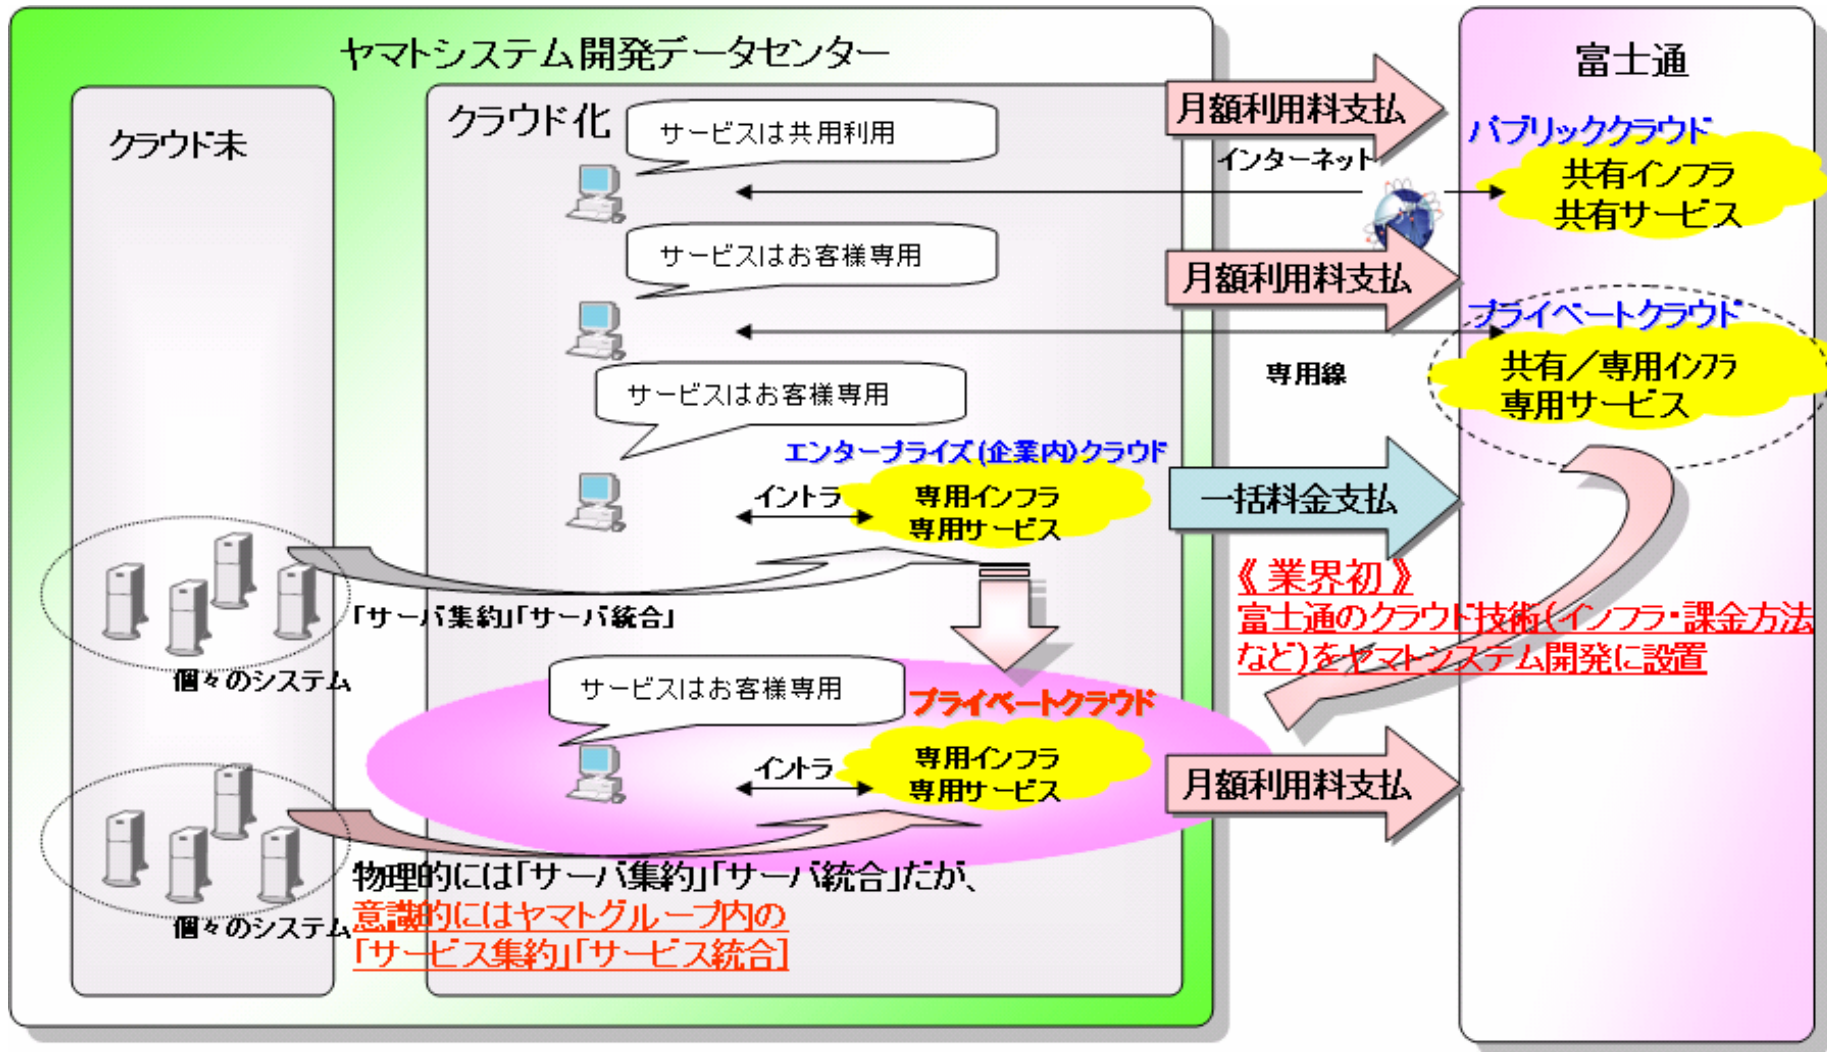 ヤマトシステム開発データセンター
富士通
クラウド未
クラウド化
サービスは共用利用
月額利用料支払
インターネット
パブリッククラウド
共有インフラ
共有サービス
サービスはお客様専用
月額利用料支払
専用線
プライベートクラウド
共有／専用インフラ
専用サービス
サービスはお客様専用
エンタープライズ(企業内)クラウド
イントラ
専用インフラ
専用サービス
一括料金支払
「サーバ集約」「サーバ統合」
個々のシステム
《業界初》
富士通のクラウド技術(インフラ・課金方法
など)をヤマトシステム開発に設置
サービスはお客様専用
プライベートクラウド
イントラ
専用インフラ
専用サービス
月額利用料支払
個々のシステム
物理的には「サーバ集約」「サーバ統合」だが、
意識的にはヤマトグループ内の
「サービス集約」「サービス統合]